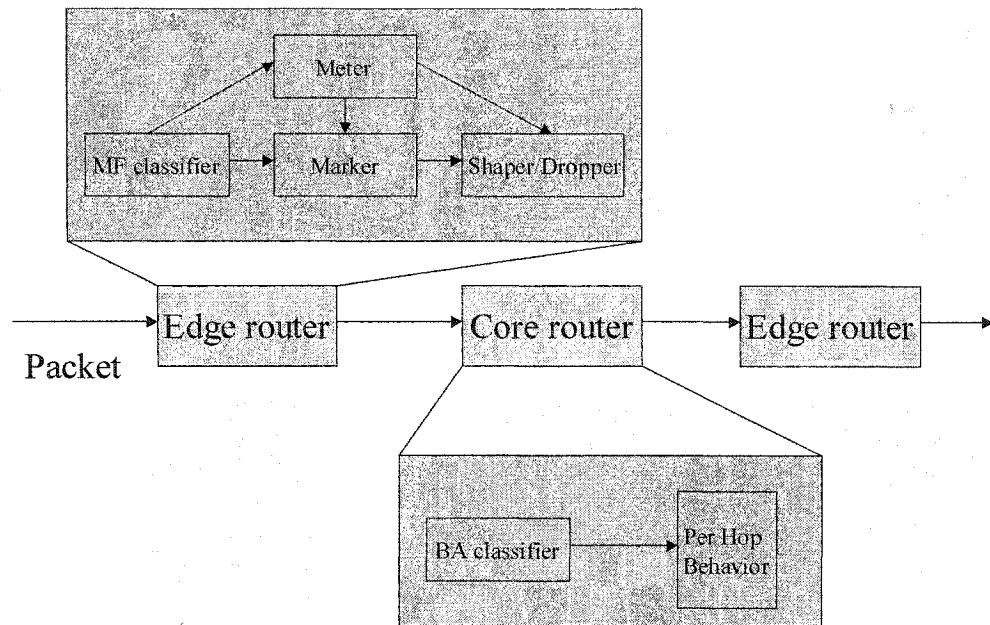 Meter
MF classifier
Marker
Shaper/Dropper
Edge router
Core router
Edge router
Packet
BA classifier
Per Hop
Behavior